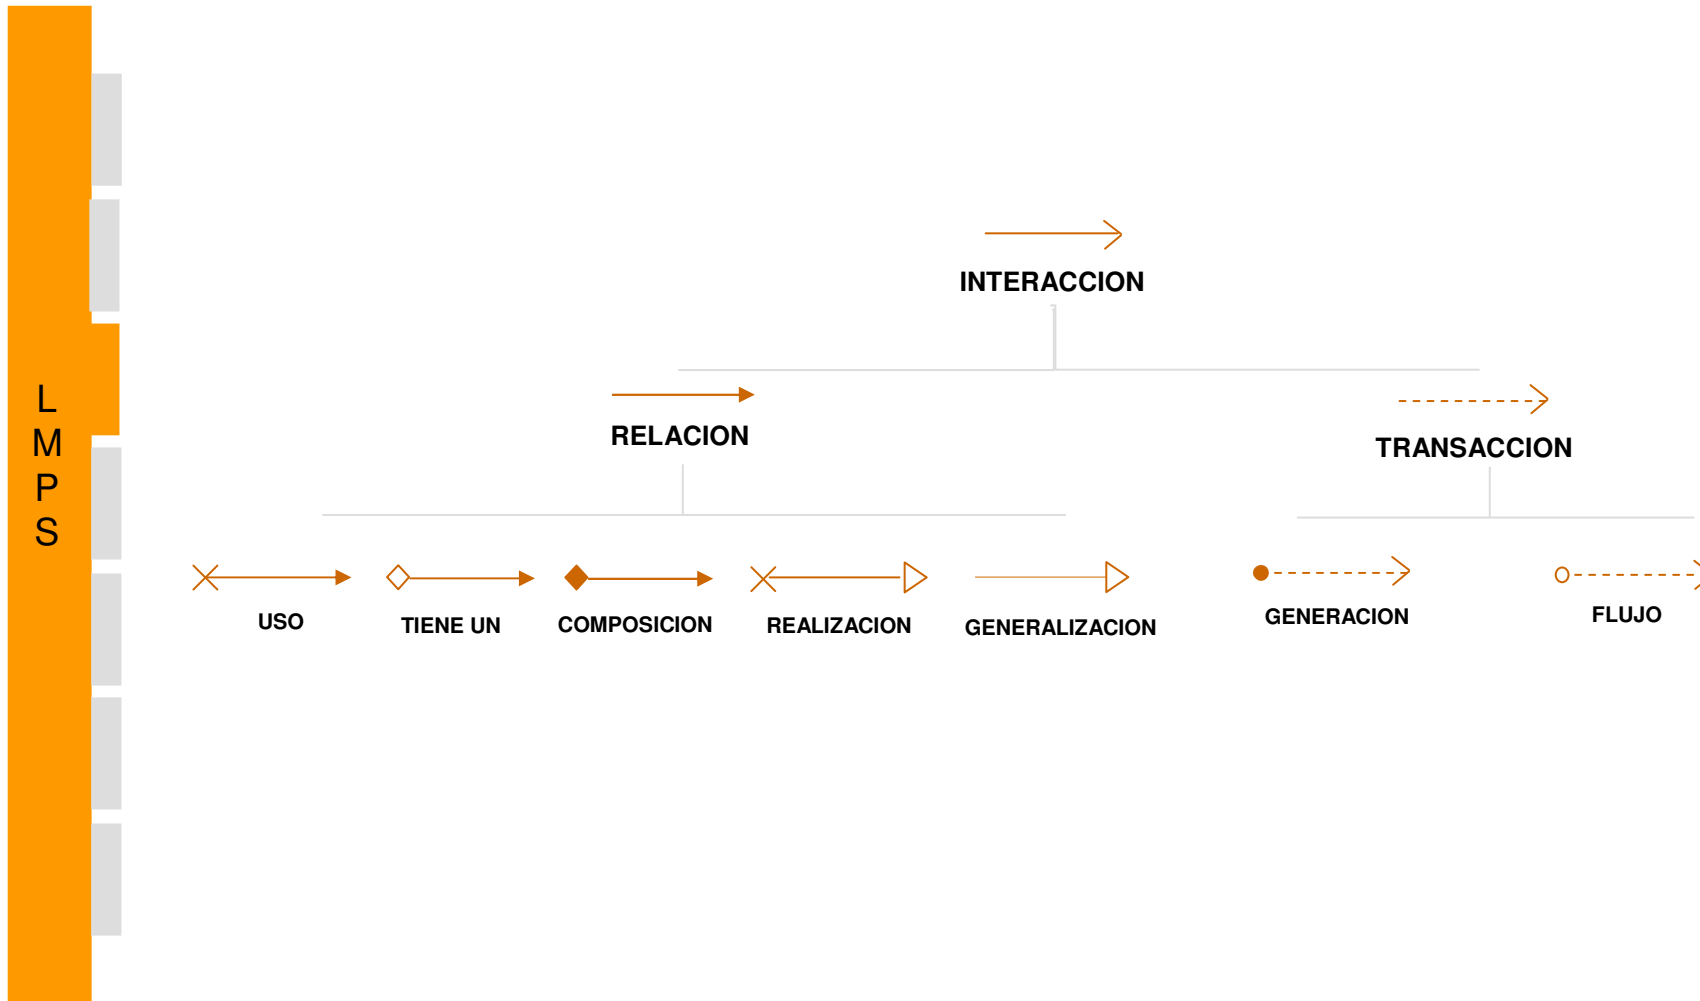 L
M
P
S
INTERACCION
RELACION
TRANSACCION
USO
TIENE UN
COMPOSICION
REALIZACION
GENERALIZACION
GENERACION
FLUJO